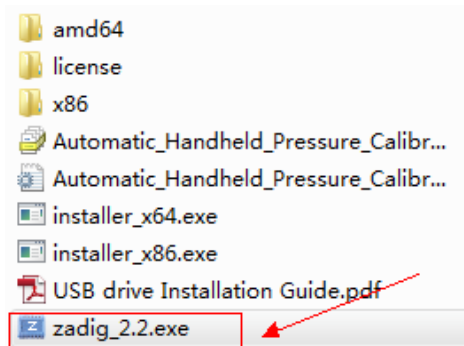 amd64
license
x86
Automatic_Handheld_Pressure_Calibr...
Automatic_Handheld_Pressure_Calibr...
installer_x64.exe
installer_x86.exe
USB drive Installation Guide.pdf
zadig_2.2.exe